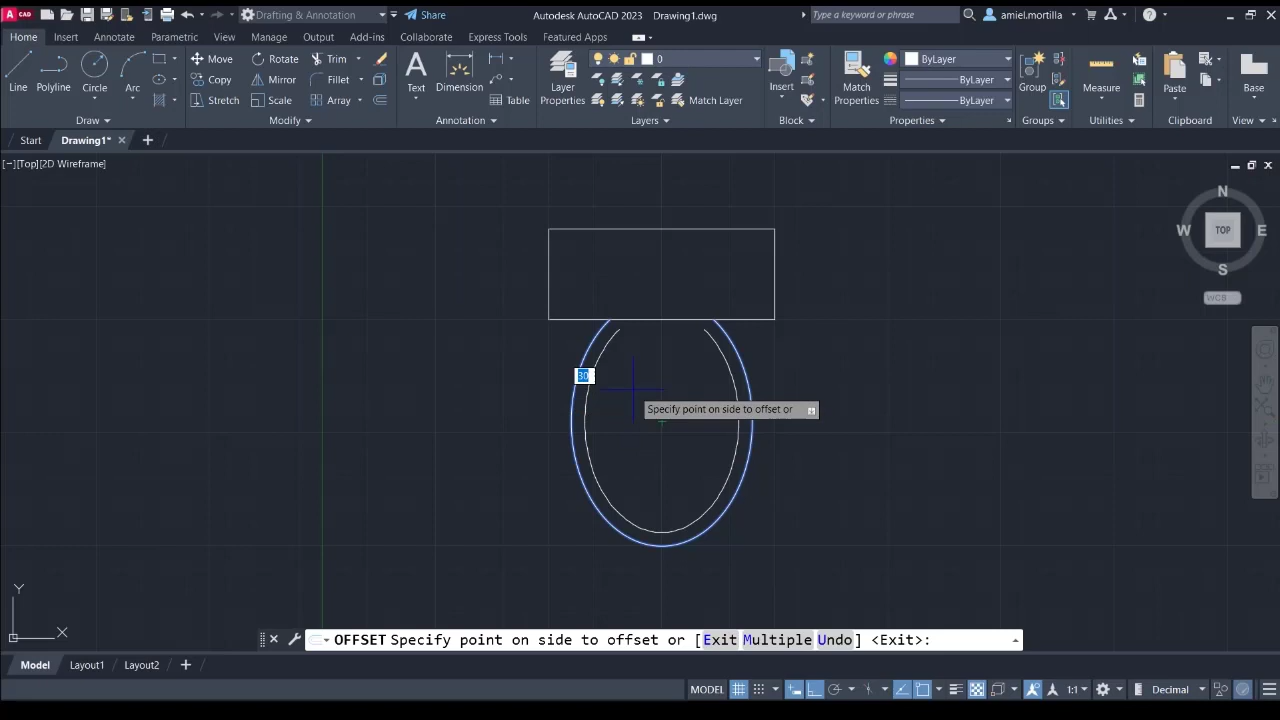 CAD
Drafting & Annotation
Share
Autodesk AutoCAD 2023 Drawing1.dwg
Type a keyword or phrase
amiel.mortilla
Home Insert Annotate Parametric View Manage Output Add-ins Collaborate Express Tools Featured Apps
Line
Polyline
Circle
Arc
Draw
Move
Copy
Stretch
Rotate
Mirror
Scale
Trim
Fillet
Array
Modify
Text
Dimension
Table
Annotation
Layer
Properties
0
Match Layer
Layers
Insert
Block
Match
Properties
ByLayer
ByLayer
ByLayer
Properties
Group
Groups
Measure
Utilities
Paste
Clipboard
Base
View
Start
Drawing1*
[−][Top][2D Wireframe]
N
W
TOP
E
S
WCS
30
Specify point on side to offset or
Y
X
OFFSET Specify point on side to offset or [Exit Multiple Undo] <Exit>:
Model Layout1 Layout2
MODEL
1:1
Decimal